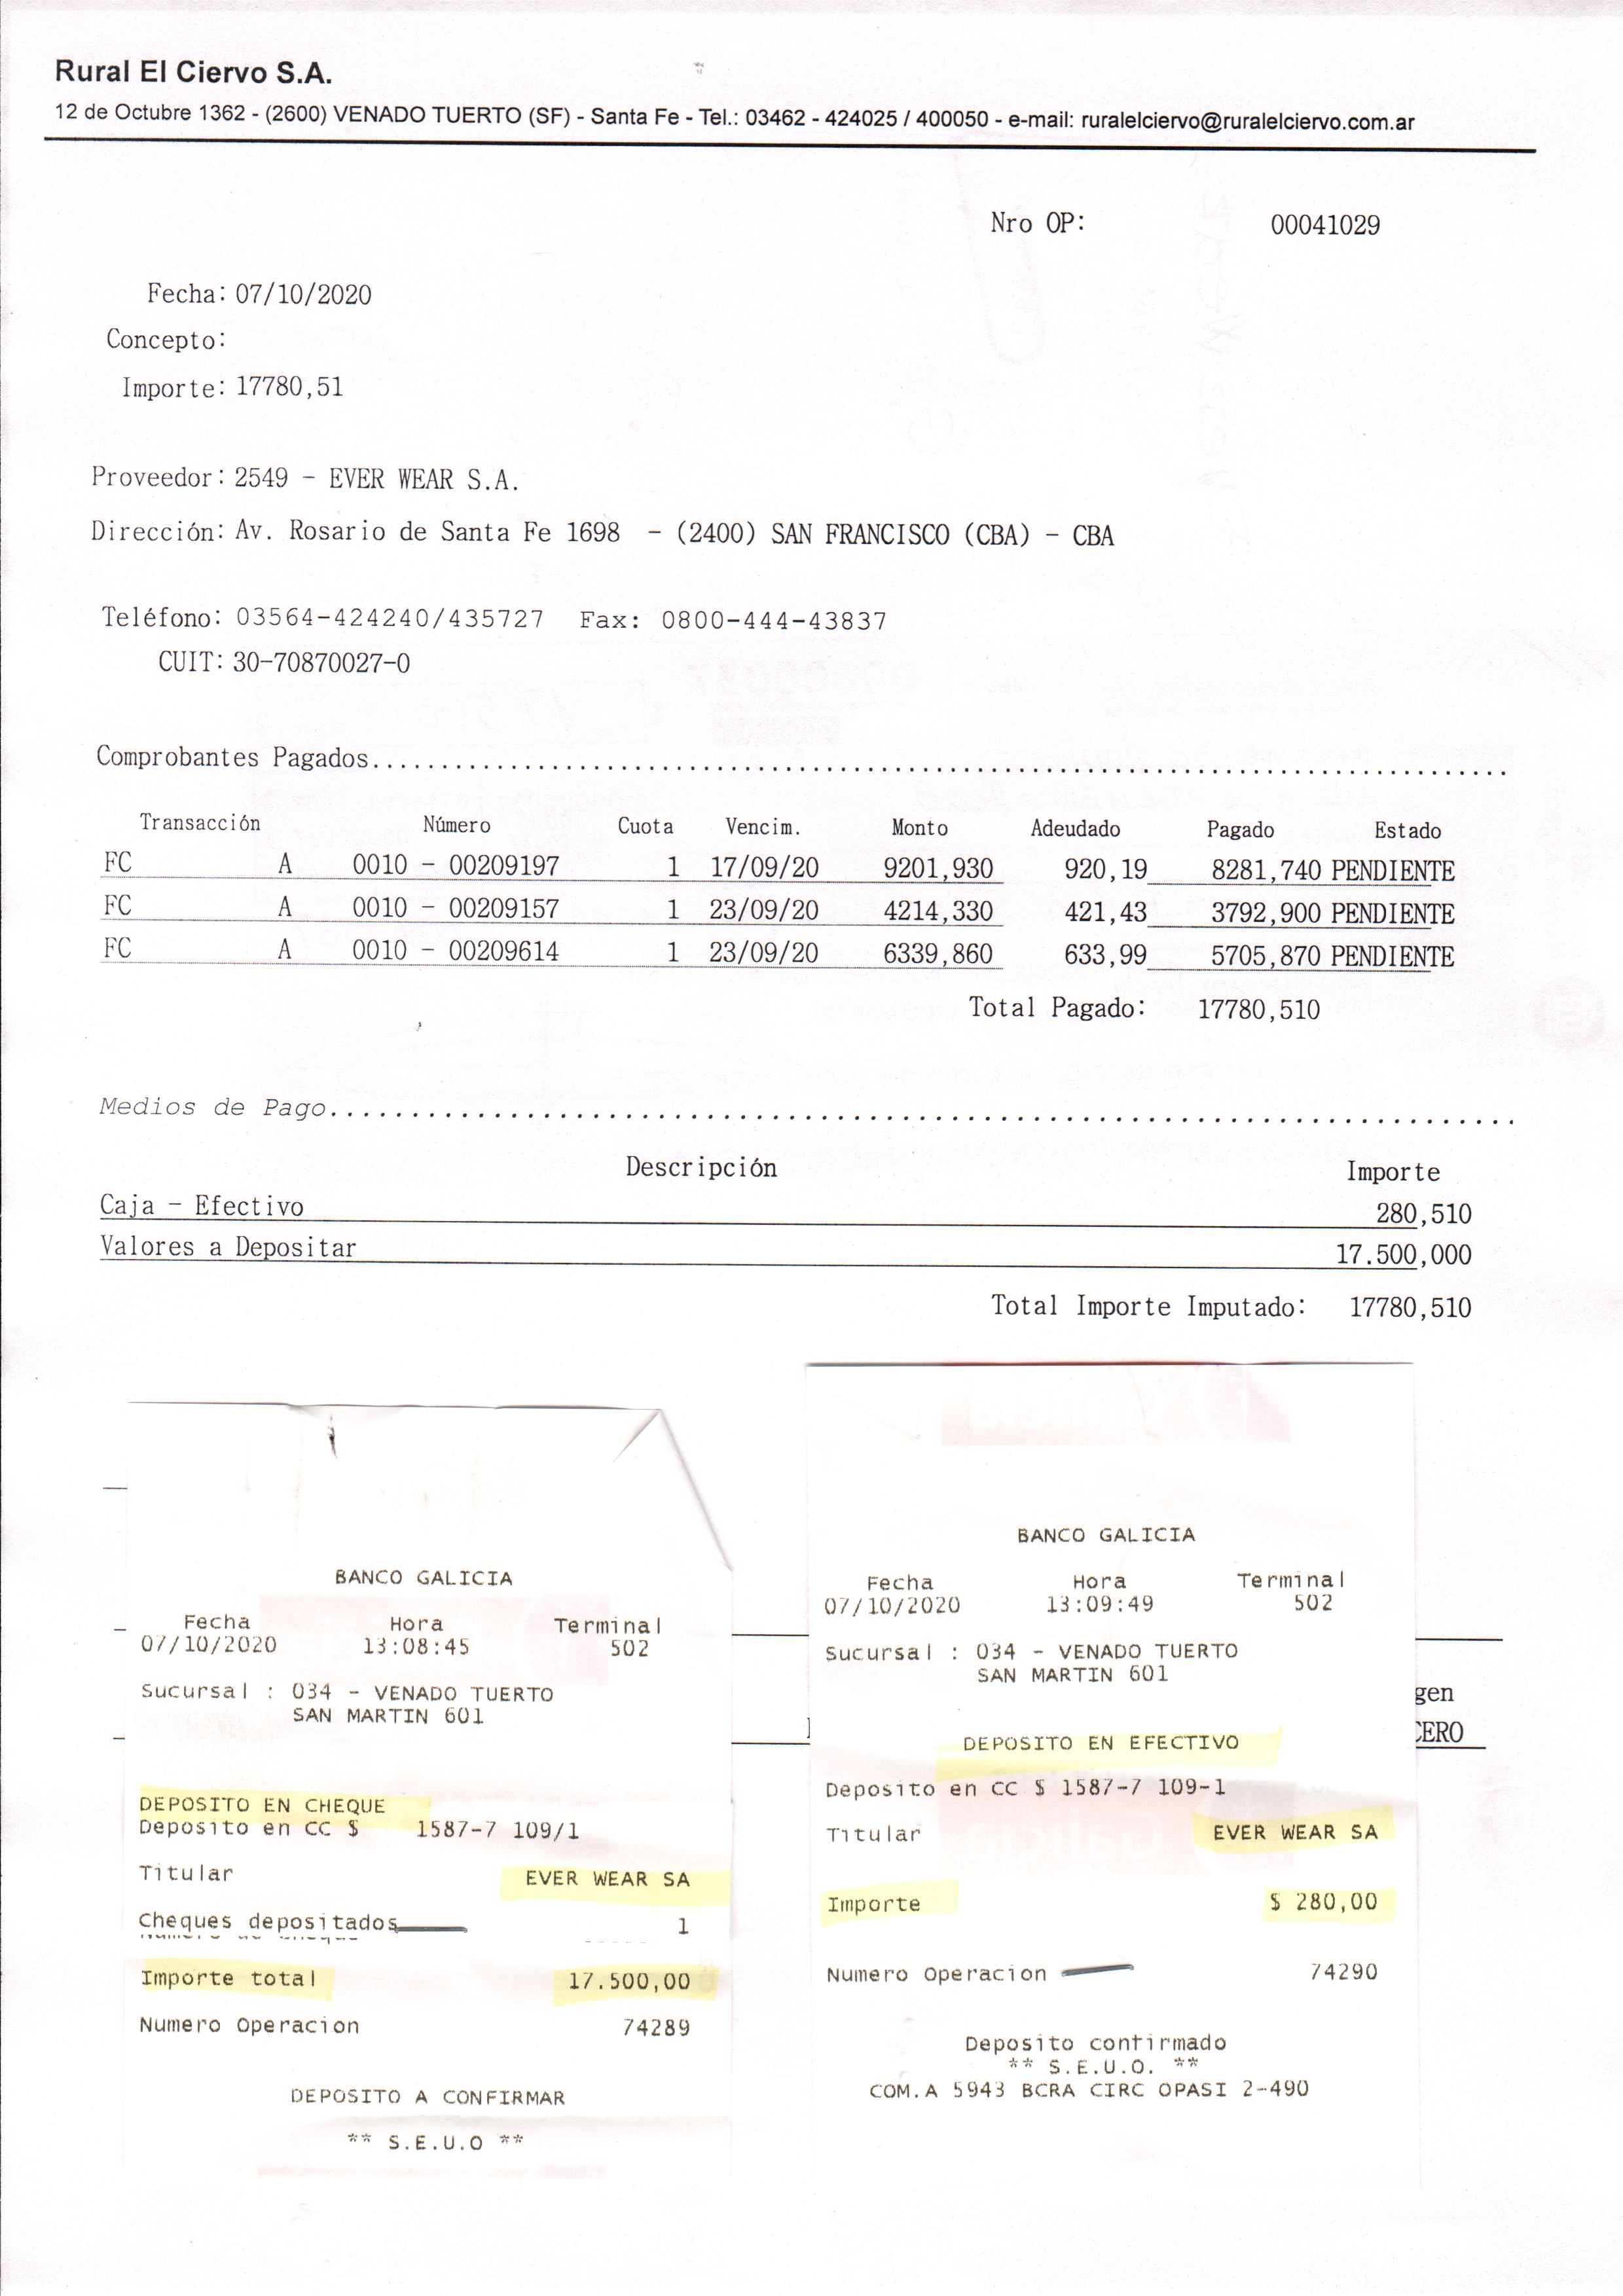 Rural El Ciervo S.A.
12 de Octubre 1362 - (2600) VENADO TUERTO (SF) - Santa Fe - Tel.: 03462 - 424025 / 400050 - e-mail: ruralelciervo@ruralelciervo.com.ar
Nro OP: 00041029
Fecha: 07/10/2020
Concepto:
Importe: 17780,51
Proveedor: 2549 - EVER WEAR S.A.
Dirección: Av. Rosario de Santa Fe 1698 - (2400) SAN FRANCISCO (CBA) - CBA
Teléfono: 03564-424240/435727 Fax: 0800-444-43837
CUIT: 30-70870027-0
Comprobantes Pagados....................................................................................
Transacción Número Cuota Vencim. Monto Adeudado Pagado Estado
FC A 0010 - 00209197 1 17/09/20 9201,930 920,19 8281,740 PENDIENTE
FC A 0010 - 00209157 1 23/09/20 4214,330 421,43 3792,900 PENDIENTE
FC A 0010 - 00209614 1 23/09/20 6339,860 633,99 5705,870 PENDIENTE
Total Pagado: 17780,510
Medios de Pago....................................................................................
Descripción Importe
Caja - Efectivo 280,510
Valores a Depositar 17.500,000
Total Importe Imputado: 17780,510
BANCO GALICIA
Fecha Hora Terminal
07/10/2020 13:08:45 502
Sucursal : 034 - VENADO TUERTO
SAN MARTIN 601
DEPOSITO EN CHEQUE
Deposito en CC $ 1587-7 109/1
Titular EVER WEAR SA
Cheques depositados 1
Importe total 17.500,00
Numero Operacion 74289
DEPOSITO A CONFIRMAR
** S.E.U.O **
BANCO GALICIA
Fecha Hora Terminal
07/10/2020 13:09:49 502
Sucursal : 034 - VENADO TUERTO
SAN MARTIN 601
DEPOSITO EN EFECTIVO
Deposito en CC $ 1587-7 109-1
Titular EVER WEAR SA
Importe $ 280,00
Numero Operacion 74290
Deposito confirmado
** S.E.U.O. **
COM.A 5943 BCRA CIRC OPASI 2-490
gen
CERO